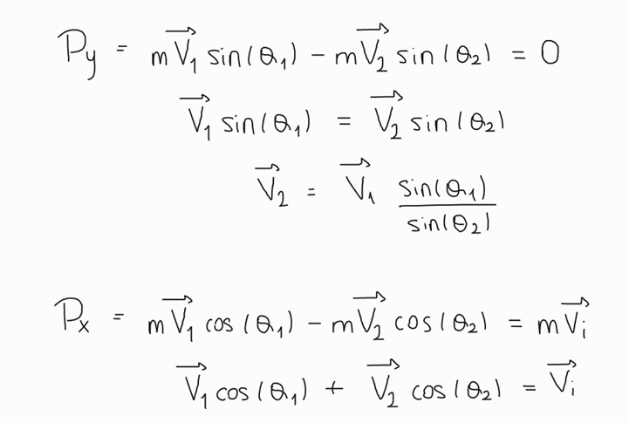 Py = mV⃗₁ sin(θ₁) − mV⃗₂ sin(θ₂) = 0
V⃗₁ sin(θ₁) = V⃗₂ sin(θ₂)
V⃗₂ = V⃗₁ sin(θ₁)/sin(θ₂)
Px = mV⃗₁ cos(θ₁) − mV⃗₂ cos(θ₂) = mV⃗i
V⃗₁ cos(θ₁) + V⃗₂ cos(θ₂) = V⃗i